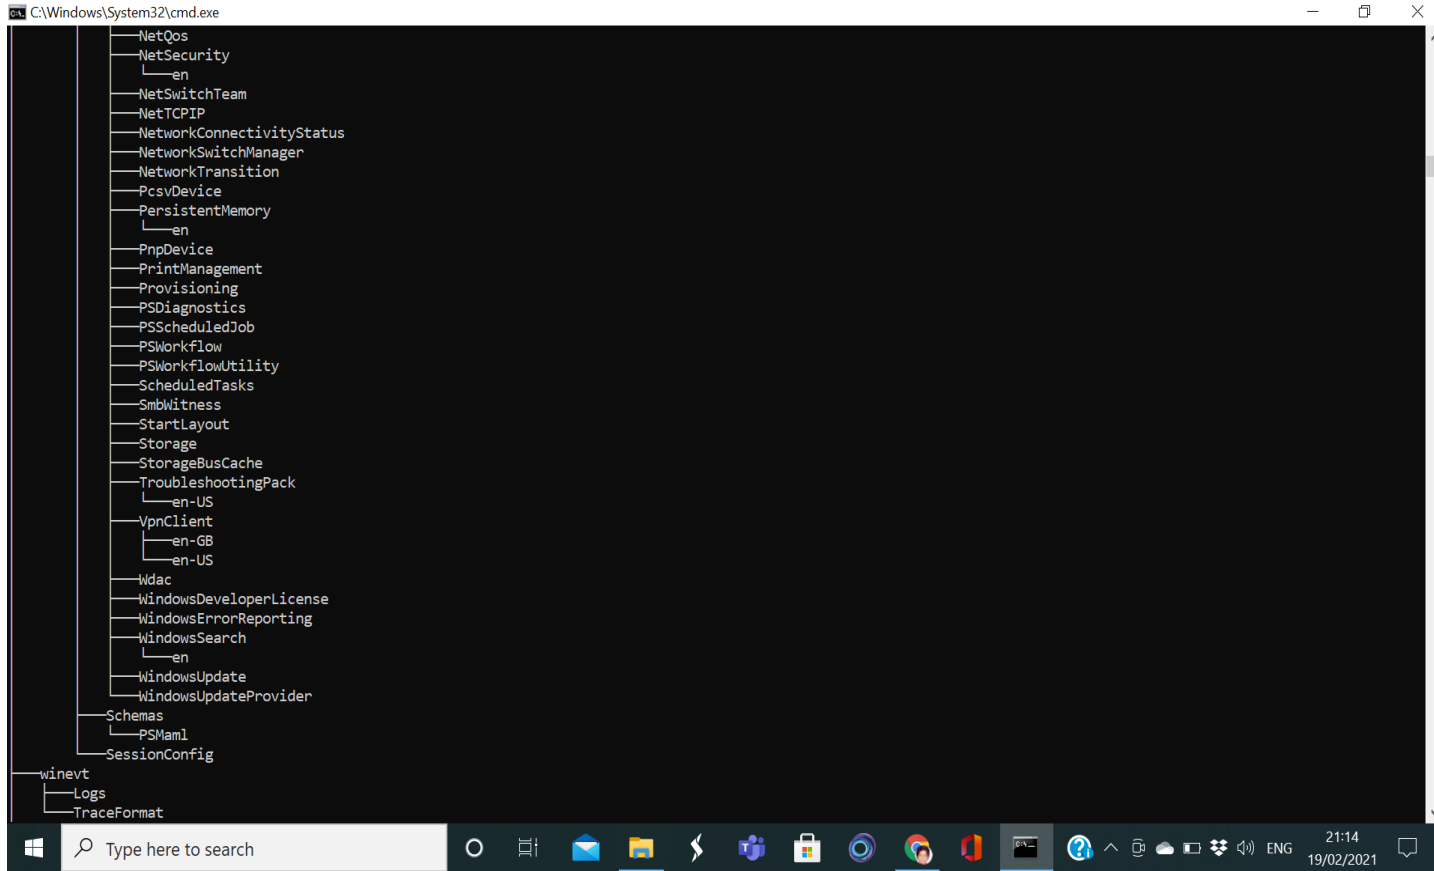 C:\Windows\System32\cmd.exe
NetQos
NetSecurity
en
NetSwitchTeam
NetTCPIP
NetworkConnectivityStatus
NetworkSwitchManager
NetworkTransition
PcsvDevice
PersistentMemory
en
PnpDevice
PrintManagement
Provisioning
PSDiagnostics
PSScheduledJob
PSWorkflow
PSWorkflowUtility
ScheduledTasks
SmbWitness
StartLayout
Storage
StorageBusCache
TroubleshootingPack
en-US
VpnClient
en-GB
en-US
Wdac
WindowsDeveloperLicense
WindowsErrorReporting
WindowsSearch
en
WindowsUpdate
WindowsUpdateProvider
Schemas
PSMaml
SessionConfig
winevt
Logs
TraceFormat
Type here to search
ENG
21:14
19/02/2021